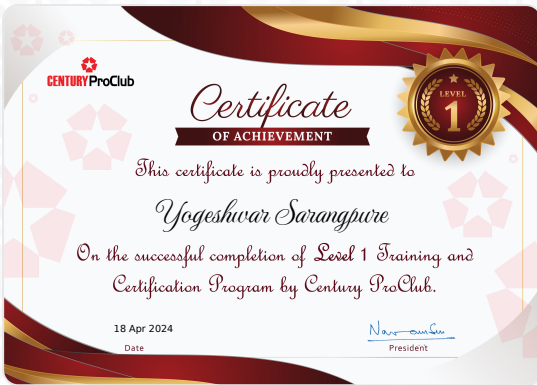 CENTURY ProClub
Certificate
OF ACHIEVEMENT
LEVEL
1
This certificate is proudly presented to
Yogeshwar Sarangpure
On the successful completion of Level 1 Training and
Certification Program by Century ProClub.
18 Apr 2024
Date
President